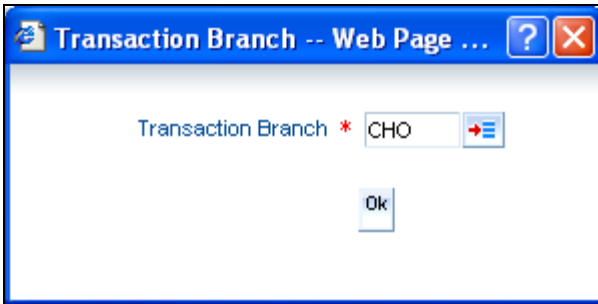 Transaction Branch -- Web Page ...
Transaction Branch * CHO
Ok